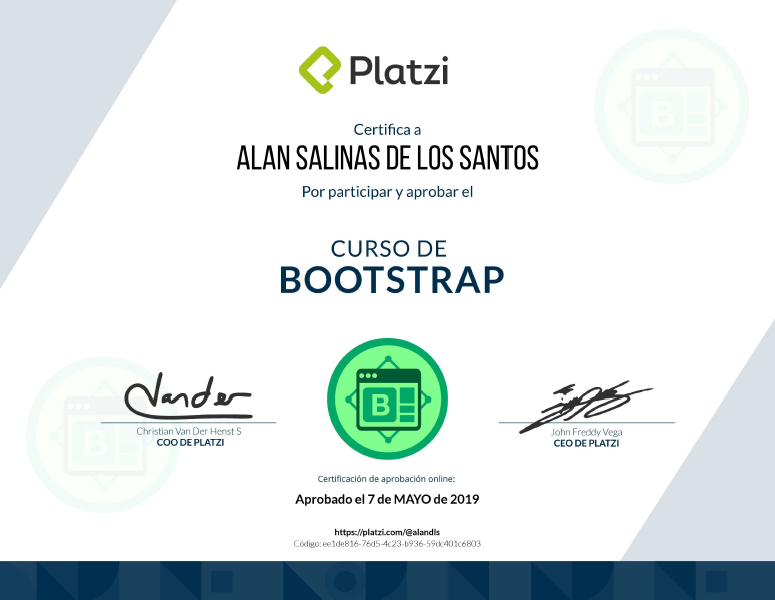 Platzi
Certifica a
ALAN SALINAS DE LOS SANTOS
Por participar y aprobar el
CURSO DE
BOOTSTRAP
B
B
B
Vander
Christian Van Der Henst S
COO DE PLATZI
John Freddy Vega
CEO DE PLATZI
Certificación de aprobación online:
Aprobado el 7 de MAYO de 2019
https://platzi.com/@alandls
Código: ee1de816-76d5-4c23-b936-59dc401c6803